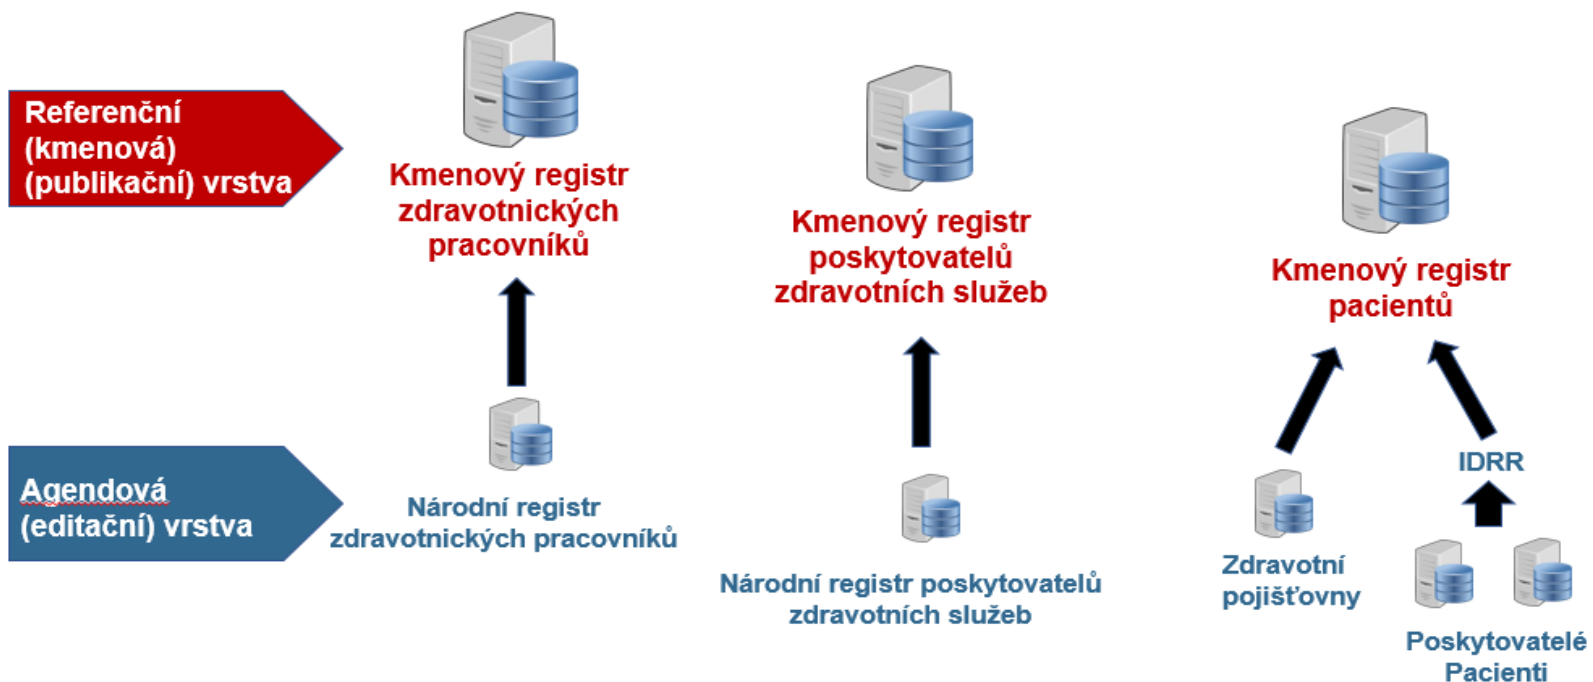 Referenční
(kmenová)
(publikační) vrstva
Kmenový registr
zdravotnických
pracovníků
Kmenový registr
poskytovatelů
zdravotních služeb
Kmenový registr
pacientů
Agendová
(editační) vrstva
Národní registr
zdravotnických pracovníků
Národní registr poskytovatelů
zdravotních služeb
Zdravotní
pojišťovny
IDRR
Poskytovatelé
Pacienti